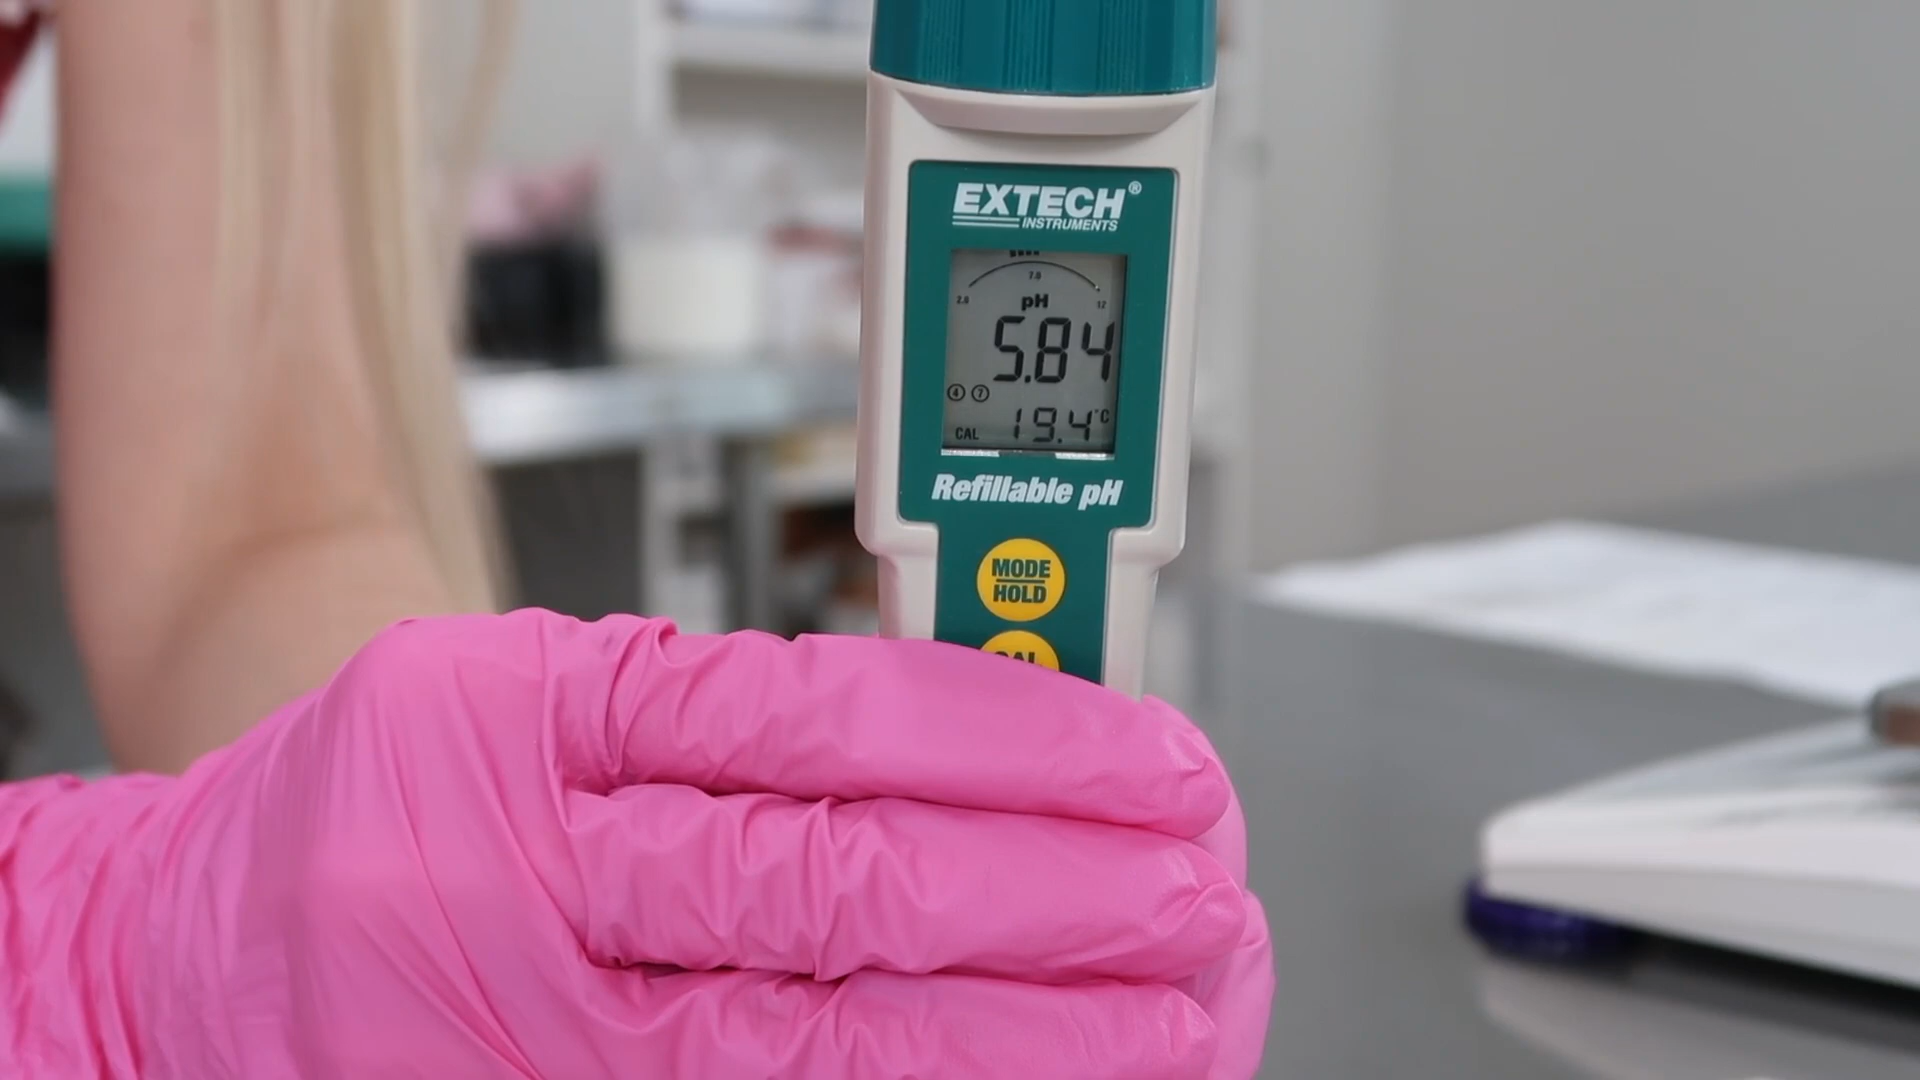 EXTECH®
INSTRUMENTS
7.0
2.0 12
pH
5.84
4 7
19.4°C
CAL
Refillable pH
MODE
HOLD
CAL